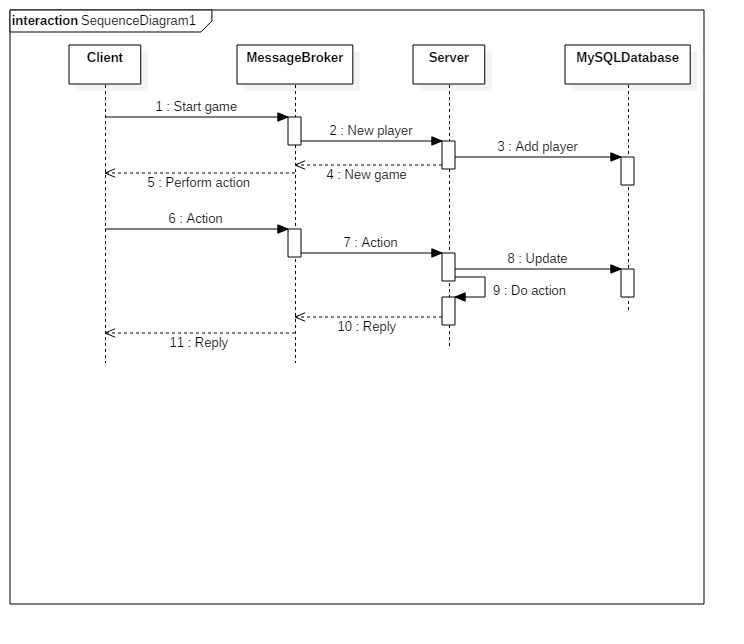 interaction SequenceDiagram1
Client
MessageBroker
Server
MySQLDatabase
1 : Start game
2 : New player
3 : Add player
4 : New game
5 : Perform action
6 : Action
7 : Action
8 : Update
9 : Do action
10 : Reply
11 : Reply